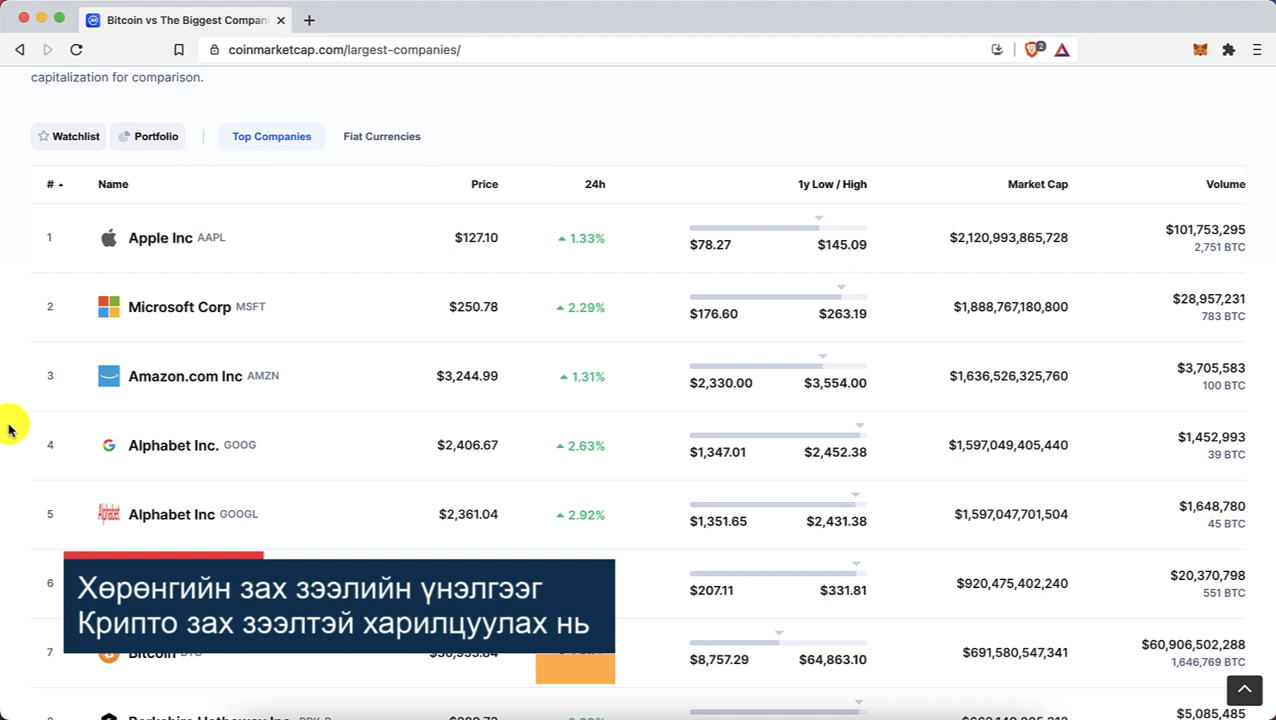 Bitcoin vs The Biggest Compani
coinmarketcap.com/largest-companies/
2
capitalization for comparison.
Watchlist Portfolio Top Companies Fiat Currencies
# Name Price 24h 1y Low / High Market Cap Volume
1 Apple Inc AAPL $127.10 1.33% $78.27 $145.09 $2,120,993,865,728 $101,753,295
2,751 BTC
2 Microsoft Corp MSFT $250.78 2.29% $176.60 $263.19 $1,888,767,180,800 $28,957,231
783 BTC
3 Amazon.com Inc AMZN $3,244.99 1.31% $2,330.00 $3,554.00 $1,636,526,325,760 $3,705,583
100 BTC
4 Alphabet Inc. GOOG $2,406.67 2.63% $1,347.01 $2,452.38 $1,597,049,405,440 $1,452,993
39 BTC
5 Alphabet Alphabet Inc GOOGL $2,361.04 2.92% $1,351.65 $2,431.38 $1,597,047,701,504 $1,648,780
45 BTC
6 $207.11 $331.81 $920,475,402,240 $20,370,798
551 BTC
Хөрөнгийн зах зээлийн үнэлгээг
Крипто зах зээлтэй харилцуулах нь
7 Bitcoin $8,757.29 $64,863.10 $691,580,547,341 $60,906,502,288
1,646,769 BTC
$5,085,485